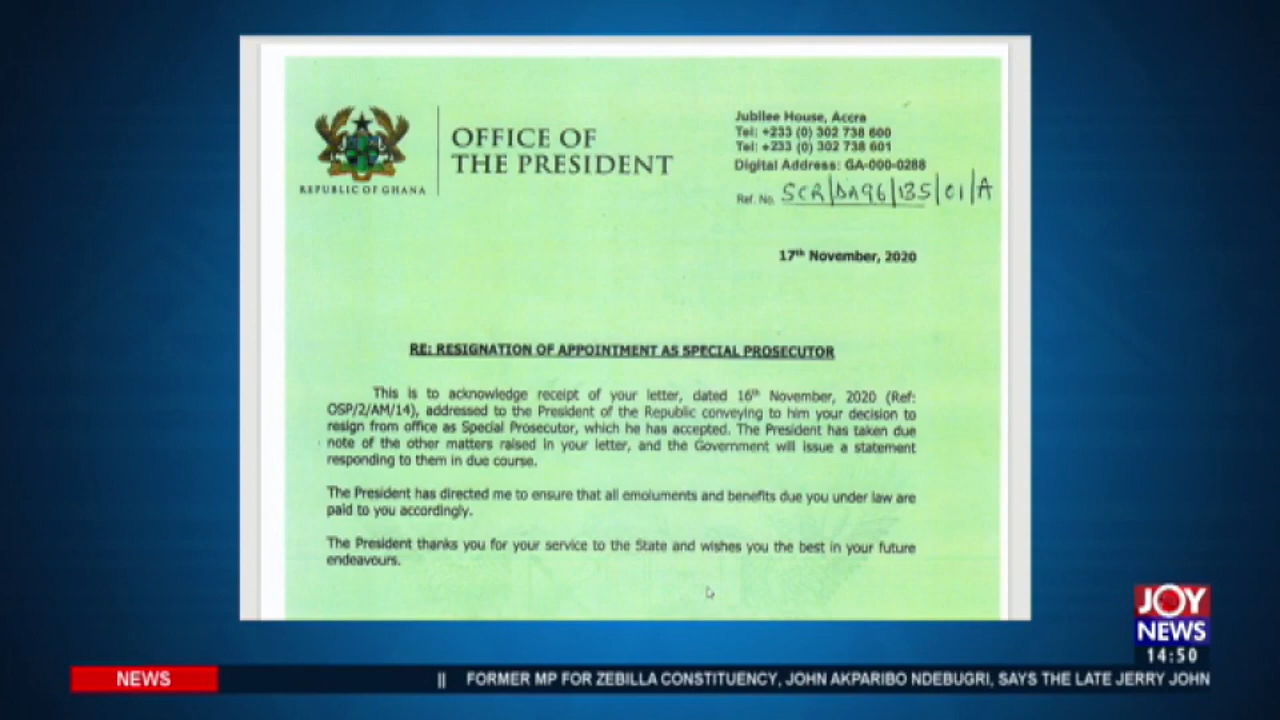 REPUBLIC OF GHANA
OFFICE OF
THE PRESIDENT
Jubilee House, Accra
Tel: +233 (0) 302 738 600
Tel: +233 (0) 302 738 601
Digital Address: GA-000-0288
Ref. No. SCR/DA96/135/01/A
17th November, 2020
RE: RESIGNATION OF APPOINTMENT AS SPECIAL PROSECUTOR
This is to acknowledge receipt of your letter, dated 16th November, 2020 (Ref:
OSP/2/AM/14), addressed to the President of the Republic conveying to him your decision to
resign from office as Special Prosecutor, which he has accepted. The President has taken due
note of the other matters raised in your letter, and the Government will issue a statement
responding to them in due course.
The President has directed me to ensure that all emoluments and benefits due you under law are
paid to you accordingly.
The President thanks you for your service to the State and wishes you the best in your future
endeavours.
JOY
NEWS
14:50
NEWS
|| FORMER MP FOR ZEBILLA CONSTITUENCY, JOHN AKPARIBO NDEBUGRI, SAYS THE LATE JERRY JOHN